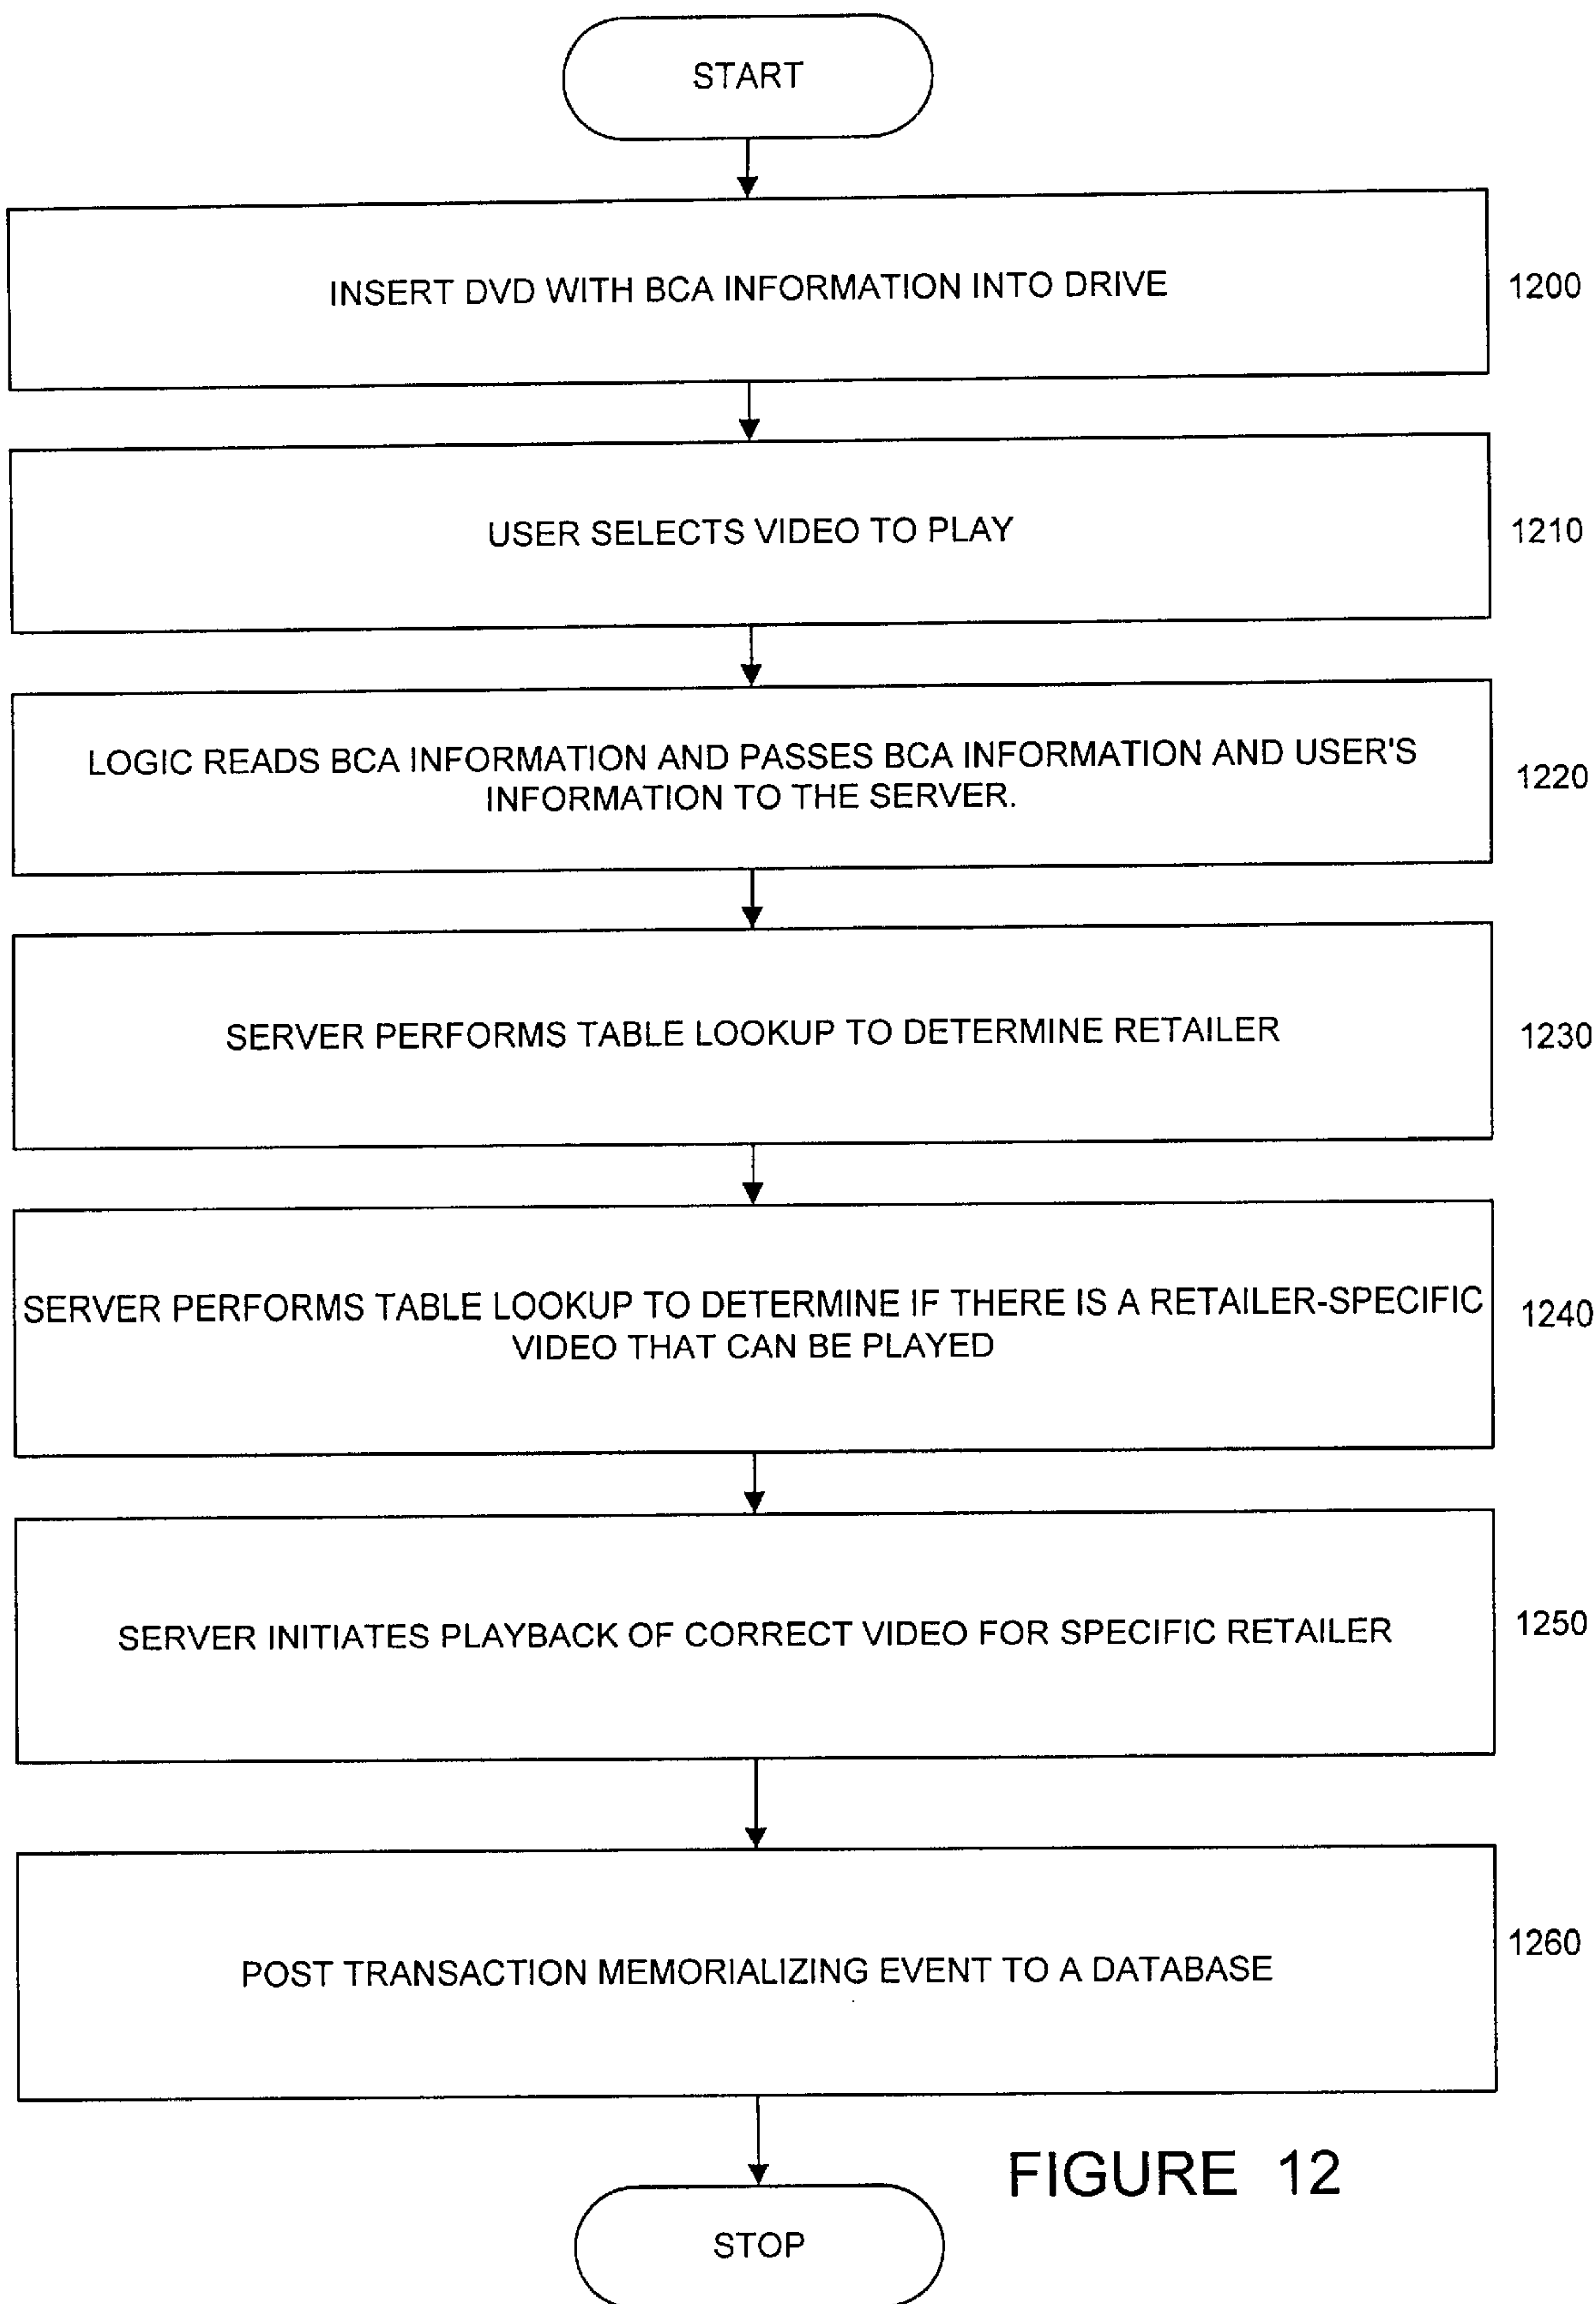 START
INSERT DVD WITH BCA INFORMATION INTO DRIVE
1200
USER SELECTS VIDEO TO PLAY
1210
LOGIC READS BCA INFORMATION AND PASSES BCA INFORMATION AND USER'S
INFORMATION TO THE SERVER.
1220
SERVER PERFORMS TABLE LOOKUP TO DETERMINE RETAILER
1230
SERVER PERFORMS TABLE LOOKUP TO DETERMINE IF THERE IS A RETAILER-SPECIFIC
VIDEO THAT CAN BE PLAYED
1240
SERVER INITIATES PLAYBACK OF CORRECT VIDEO FOR SPECIFIC RETAILER
1250
POST TRANSACTION MEMORIALIZING EVENT TO A DATABASE
1260
FIGURE 12
STOP